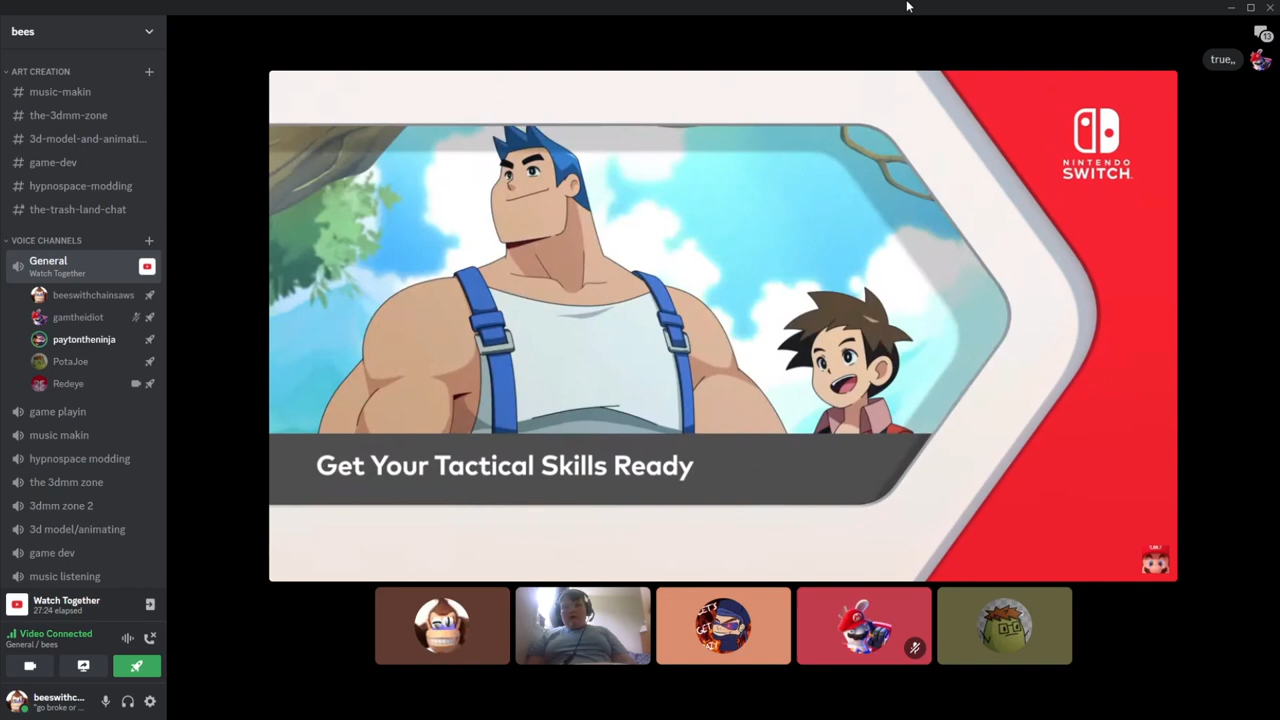 bees
ART CREATION
music-makin
the-3dmm-zone
3d-model-and-animati...
game-dev
hypnospace-modding
the-trash-land-chat
VOICE CHANNELS
General
Watch Together
beeswithchainsaws
gamtheidiot
paytontheninja
PotaJoe
Redeye
game playin
music makin
hypnospace modding
the 3dmm zone
3dmm zone 2
3d model/animating
game dev
music listening
Watch Together
27:24 elapsed
Video Connected
General / bees
beeswithc...
"go broke or ...
13
true,,
NINTENDO
SWITCH
Get Your Tactical Skills Ready
LET'S
GET